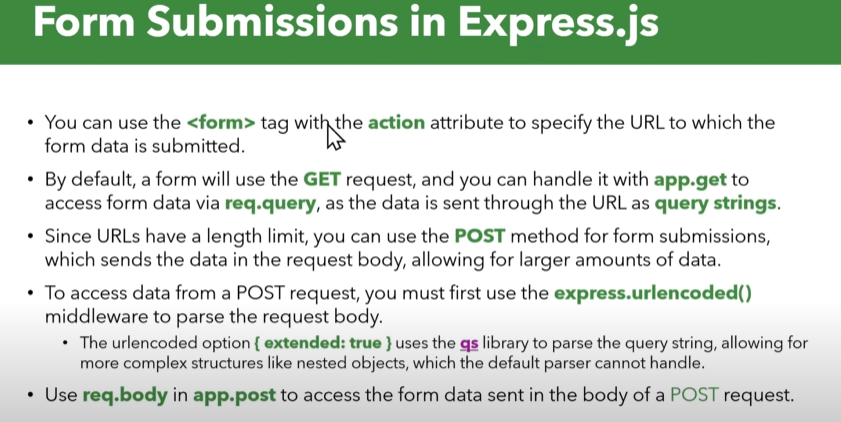 Form Submissions in Express.js
• You can use the <form> tag with the action attribute to specify the URL to which the
form data is submitted.
• By default, a form will use the GET request, and you can handle it with app.get to
access form data via req.query, as the data is sent through the URL as query strings.
• Since URLs have a length limit, you can use the POST method for form submissions,
which sends the data in the request body, allowing for larger amounts of data.
• To access data from a POST request, you must first use the express.urlencoded()
middleware to parse the request body.
• The urlencoded option { extended: true } uses the qs library to parse the query string, allowing for
more complex structures like nested objects, which the default parser cannot handle.
• Use req.body in app.post to access the form data sent in the body of a POST request.